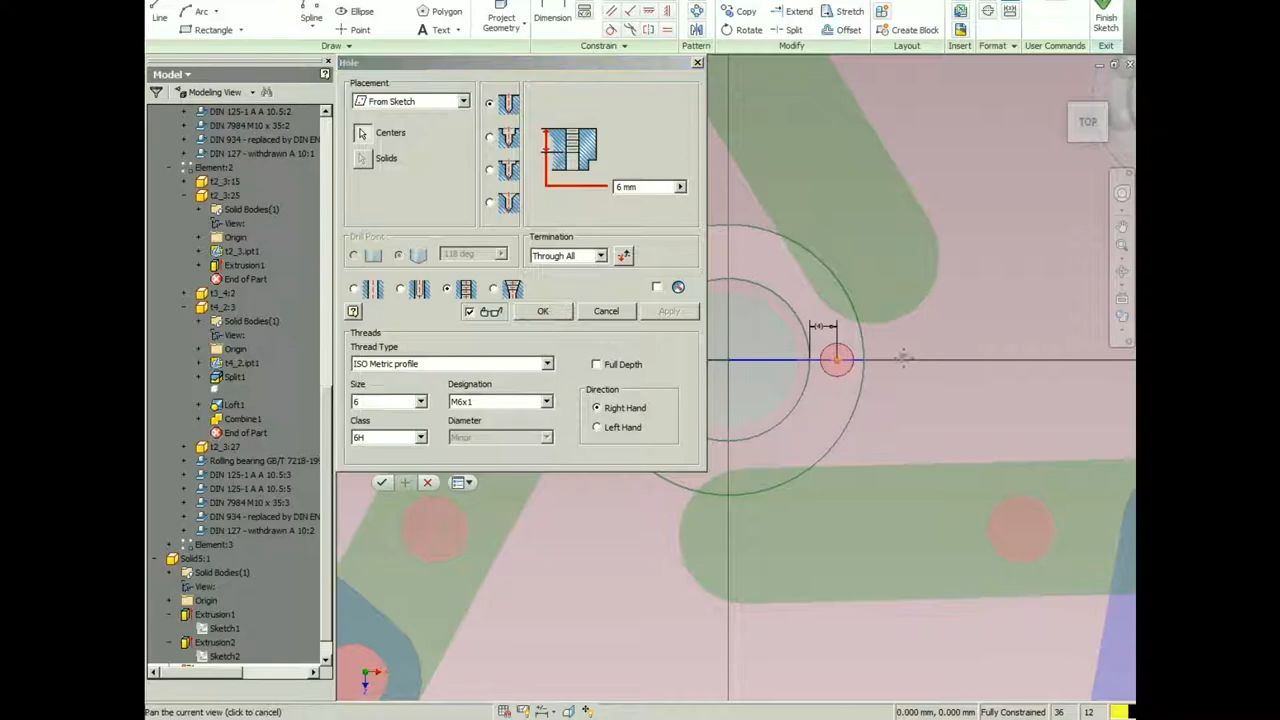 Line
Arc
Rectangle
Spline
Ellipse
Polygon
Point
Text
Project Geometry
Dimension
Copy
Extend
Stretch
Rotate
Split
Offset
Create Block
Finish Sketch
Draw
Constrain
Pattern
Modify
Layout
Insert
Format
User Commands
Exit
Model
Modeling View
DIN 125-1 A A 10.5:2
DIN 7984 M10 x 35:2
DIN 934 - replaced by DIN EN
DIN 127 - withdrawn A 10:1
Element:2
t2_3:15
t2_3:25
Solid Bodies(1)
View:
Origin
t2_3.ipt1
Extrusion1
End of Part
t3_4:2
t4_2:3
Solid Bodies(1)
View:
Origin
t4_2.ipt1
Split1
Loft1
Combine1
End of Part
t2_3:27
Rolling bearing GB/T 7218-199
DIN 125-1 A A 10.5:3
DIN 125-1 A A 10.5:5
DIN 7984 M10 x 35:3
DIN 934 - replaced by DIN EN
DIN 127 - withdrawn A 10:2
Element:3
Solid5:1
Solid Bodies(1)
View:
Origin
Extrusion1
Sketch1
Extrusion2
Sketch2
Hole
Placement
From Sketch
Centers
Solids
6 mm
Drill Point
118 deg
Termination
Through All
OK
Cancel
Apply
Threads
Thread Type
ISO Metric profile
Full Depth
Size
Designation
6
M6x1
Direction
Right Hand
Left Hand
Class
Diameter
6H
Minor
(4)
TOP
Pan the current view (click to cancel)
0.000 mm, 0.000 mm
Fully Constrained
36
12